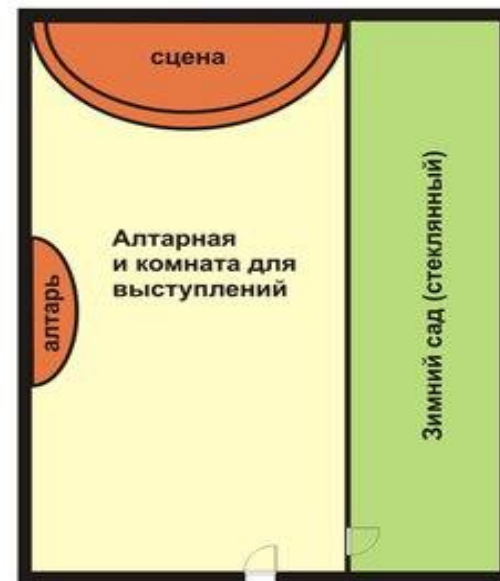 сцена
Алтарная
и комната для
выступлений
алтарь
Зимний сад (стеклянный)